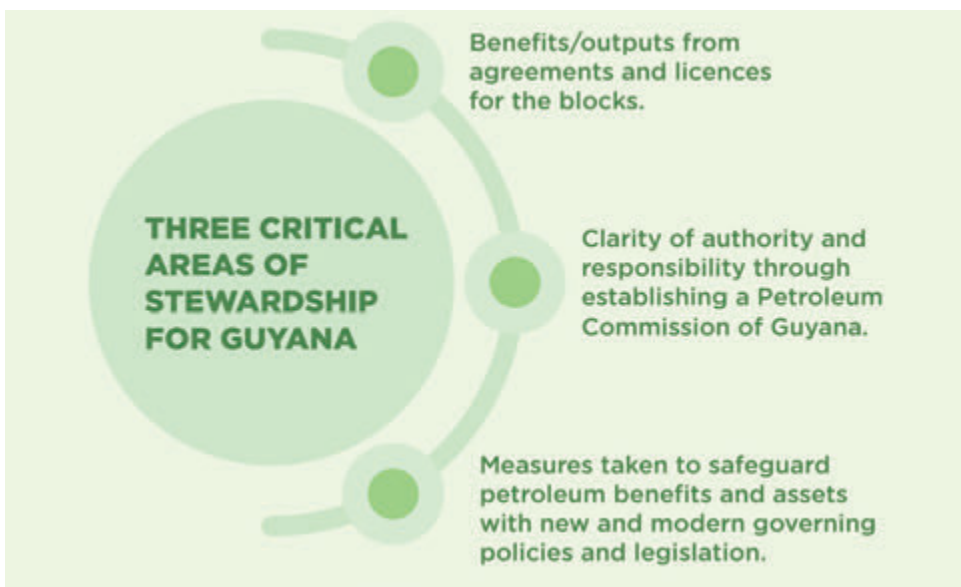 THREE CRITICAL
AREAS OF
STEWARDSHIP
FOR GUYANA
Benefits/outputs from
agreements and licences
for the blocks.
Clarity of authority and
responsibility through
establishing a Petroleum
Commission of Guyana.
Measures taken to safeguard
petroleum benefits and assets
with new and modern governing
policies and legislation.